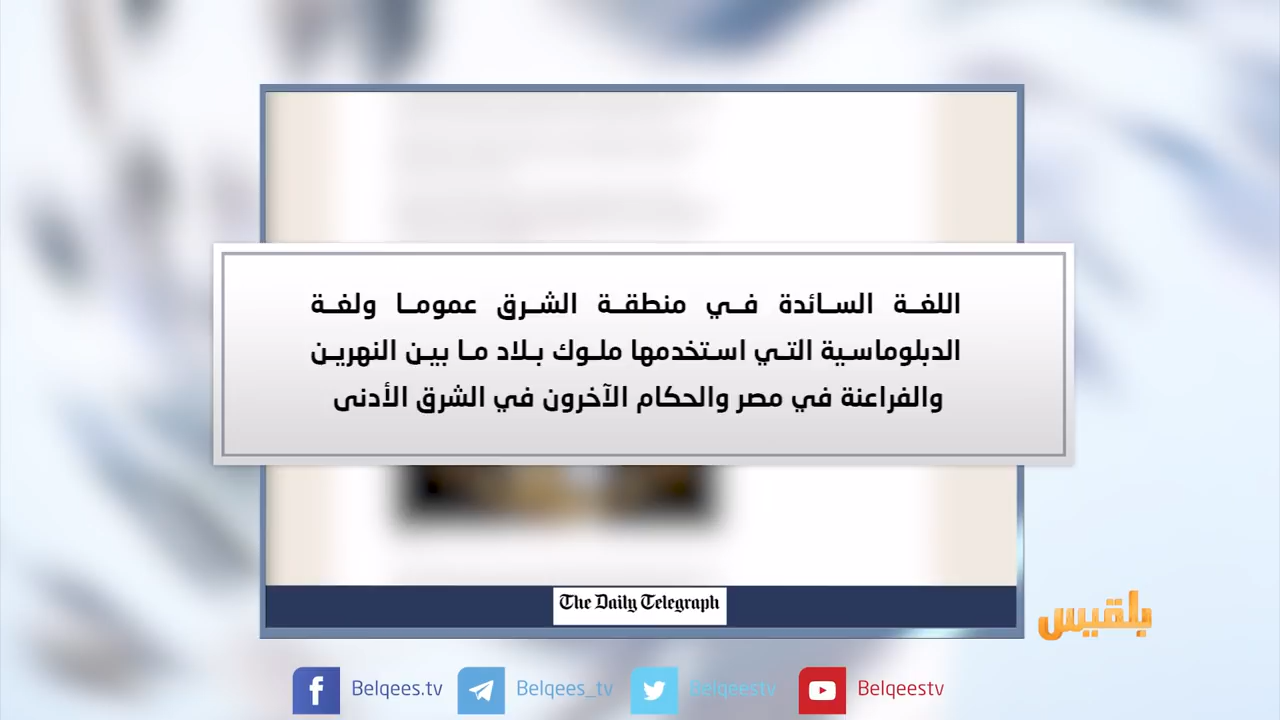 اللغة السائدة في منطقة الشرق عموما ولغة
الدبلوماسية التي استخدمها ملوك بلاد ما بين النهرين
والفراعنة في مصر والحكام الآخرون في الشرق الأدنى
The Daily Telegraph
بلقيس
Belqees.tv
Belqees_tv
Belqeestv
Belqeestv